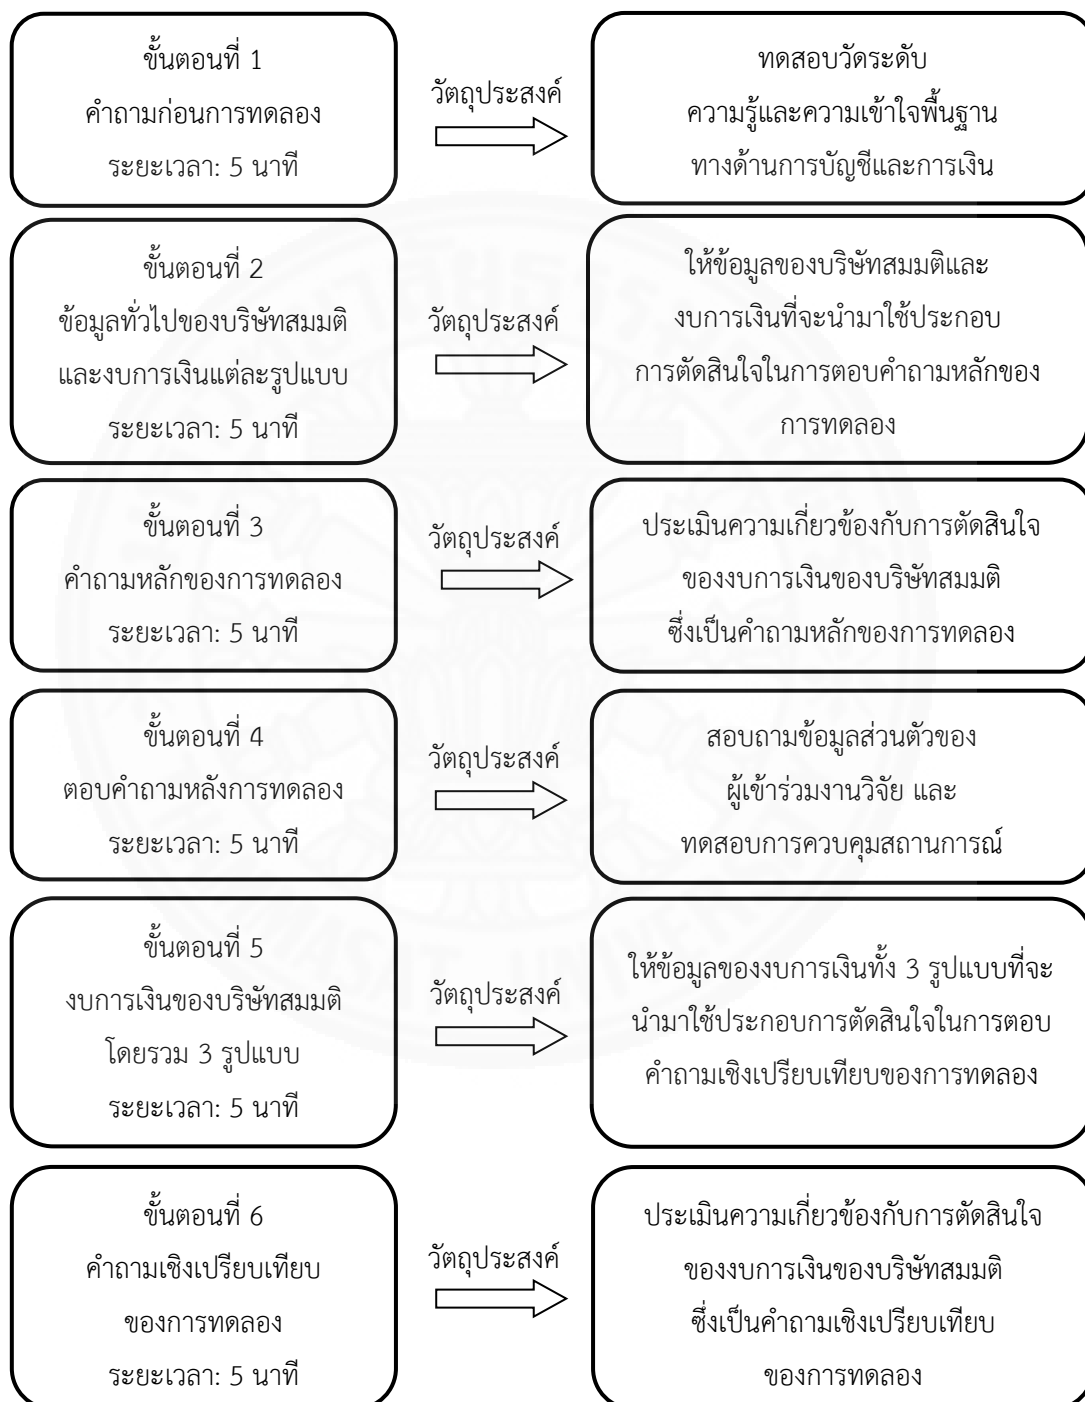 ขั้นตอนที่ 1
คำถามก่อนการทดลอง
ระยะเวลา: 5 นาที
วัตถุประสงค์
ทดสอบวัดระดับ
ความรู้และความเข้าใจพื้นฐาน
ทางด้านการบัญชีและการเงิน
ขั้นตอนที่ 2
ข้อมูลทั่วไปของบริษัทสมมติ
และงบการเงินแต่ละรูปแบบ
ระยะเวลา: 5 นาที
วัตถุประสงค์
ให้ข้อมูลของบริษัทสมมติและ
งบการเงินที่จะนำมาใช้ประกอบ
การตัดสินใจในการตอบคำถามหลักของ
การทดลอง
ขั้นตอนที่ 3
คำถามหลักของการทดลอง
ระยะเวลา: 5 นาที
วัตถุประสงค์
ประเมินความเกี่ยวข้องกับการตัดสินใจ
ของงบการเงินของบริษัทสมมติ
ซึ่งเป็นคำถามหลักของการทดลอง
ขั้นตอนที่ 4
ตอบคำถามหลังการทดลอง
ระยะเวลา: 5 นาที
วัตถุประสงค์
สอบถามข้อมูลส่วนตัวของ
ผู้เข้าร่วมงานวิจัย และ
ทดสอบการควบคุมสถานการณ์
ขั้นตอนที่ 5
งบการเงินของบริษัทสมมติ
โดยรวม 3 รูปแบบ
ระยะเวลา: 5 นาที
วัตถุประสงค์
ให้ข้อมูลของงบการเงินทั้ง 3 รูปแบบที่จะ
นำมาใช้ประกอบการตัดสินใจในการตอบ
คำถามเชิงเปรียบเทียบของการทดลอง
ขั้นตอนที่ 6
คำถามเชิงเปรียบเทียบ
ของการทดลอง
ระยะเวลา: 5 นาที
วัตถุประสงค์
ประเมินความเกี่ยวข้องกับการตัดสินใจ
ของงบการเงินของบริษัทสมมติ
ซึ่งเป็นคำถามเชิงเปรียบเทียบ
ของการทดลอง